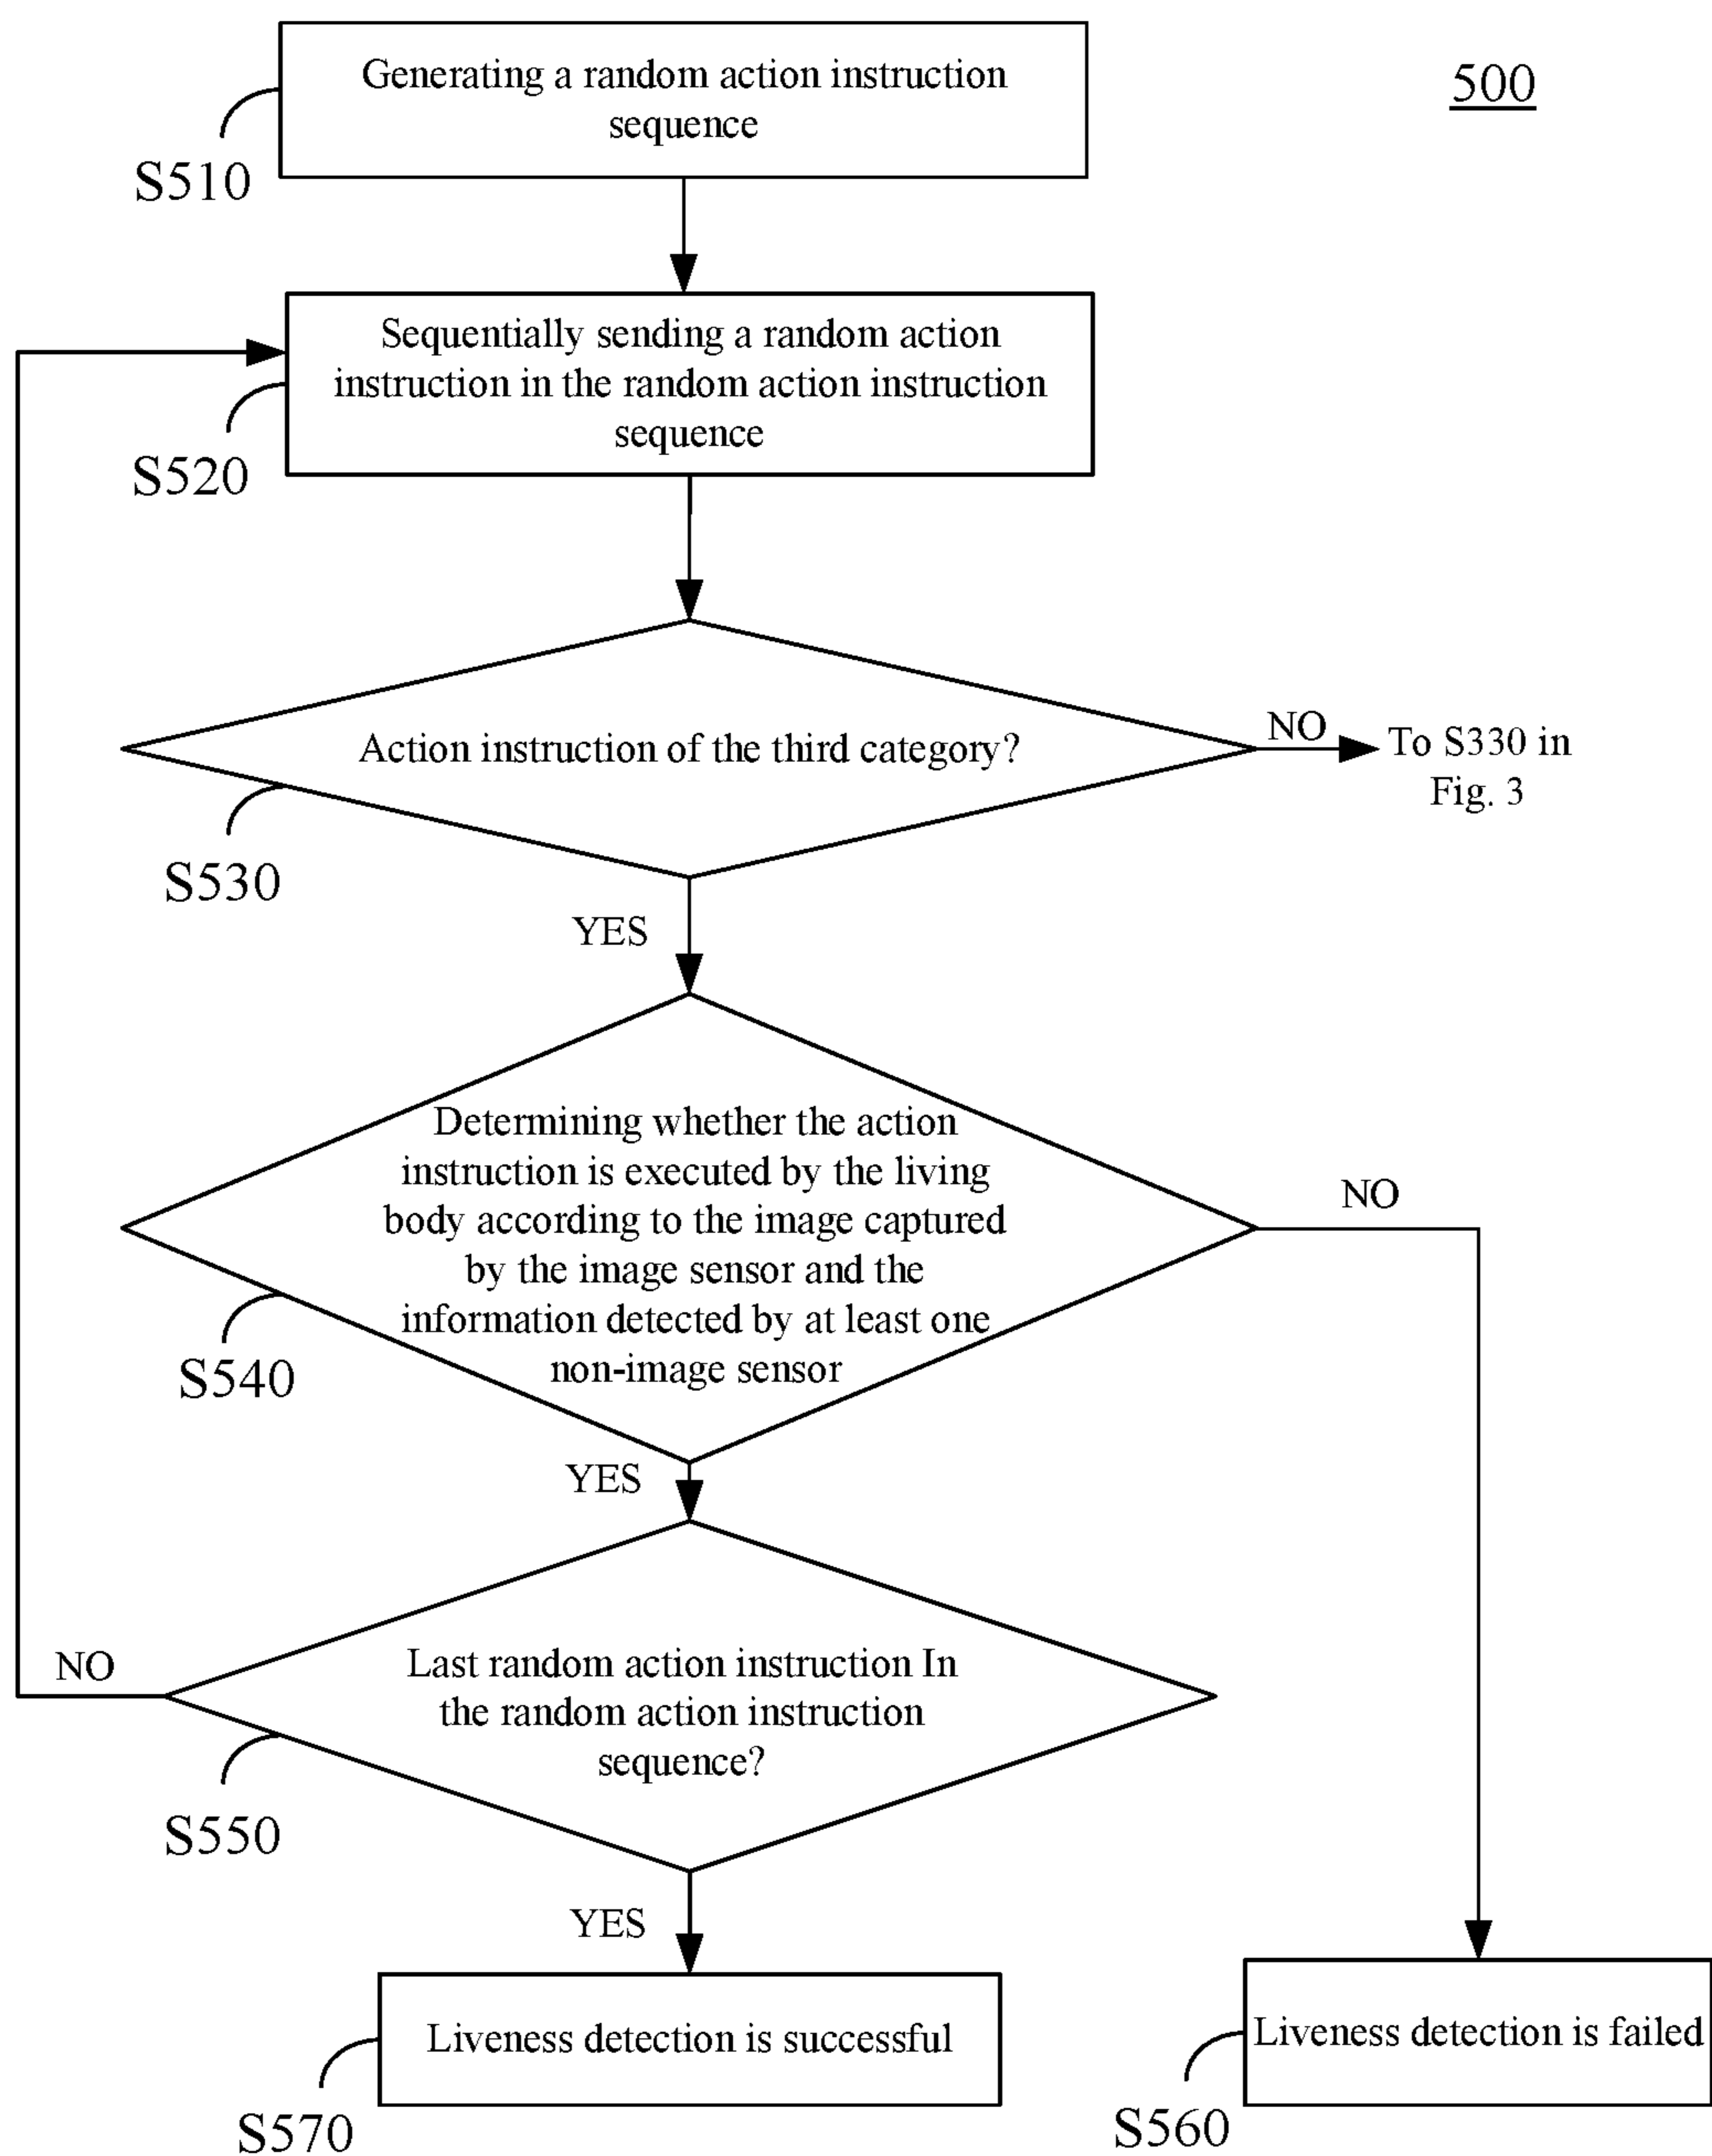 500
Generating a random action instruction
sequence
S510
Sequentially sending a random action
instruction in the random action instruction
sequence
S520
Action instruction of the third category?
NO
To S330 in
Fig. 3
S530
YES
Determining whether the action
instruction is executed by the living
body according to the image captured
by the image sensor and the
information detected by at least one
non-image sensor
NO
S540
YES
Last random action instruction In
the random action instruction
sequence?
NO
S550
YES
Liveness detection is successful
S570
Liveness detection is failed
S560